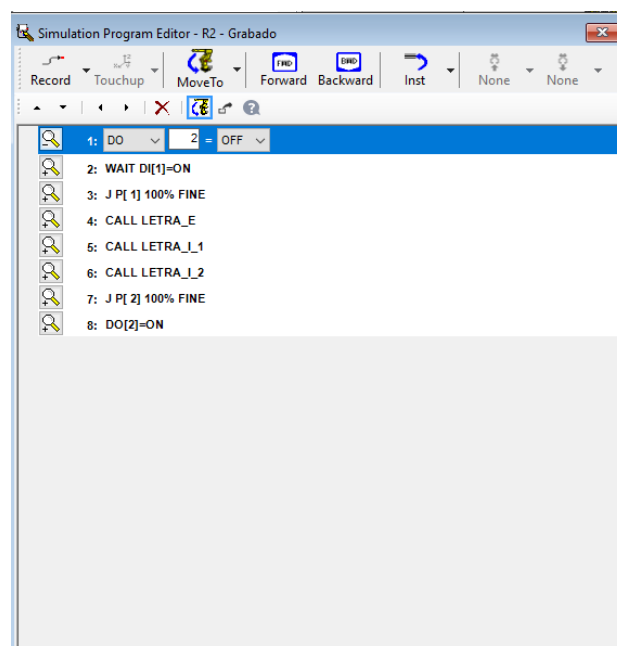 Simulation Program Editor - R2 - Grabado
Record Touchup MoveTo FWD Forward BWD Backward Inst None None
1: DO 2 = OFF
2: WAIT DI[1]=ON
3: J P[ 1] 100% FINE
4: CALL LETRA_E
5: CALL LETRA_I_1
6: CALL LETRA_I_2
7: J P[ 2] 100% FINE
8: DO[2]=ON